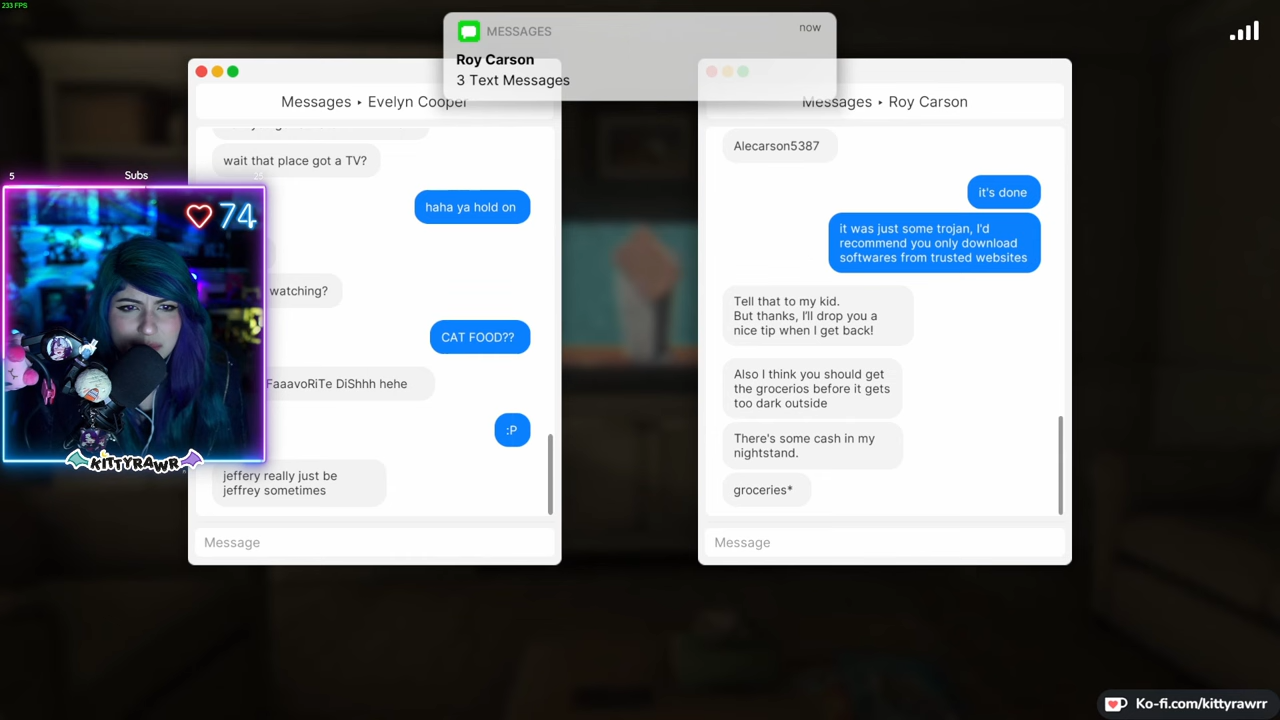 233 FPS
MESSAGES
now
Roy Carson
3 Text Messages
Messages ▸ Evelyn Cooper
wait that place got a TV?
haha ya hold on
watching?
CAT FOOD??
FaaavoRiTe DiShhh hehe
:P
jeffery really just be
jeffrey sometimes
Message
Messages ▸ Roy Carson
Alecarson5387
it's done
it was just some trojan, I'd
recommend you only download
softwares from trusted websites
Tell that to my kid.
But thanks, I'll drop you a
nice tip when I get back!
Also I think you should get
the grocerios before it gets
too dark outside
There's some cash in my
nightstand.
groceries*
Message
5
Subs
74
KITTYRAWR
Ko-fi.com/kittyrawrr